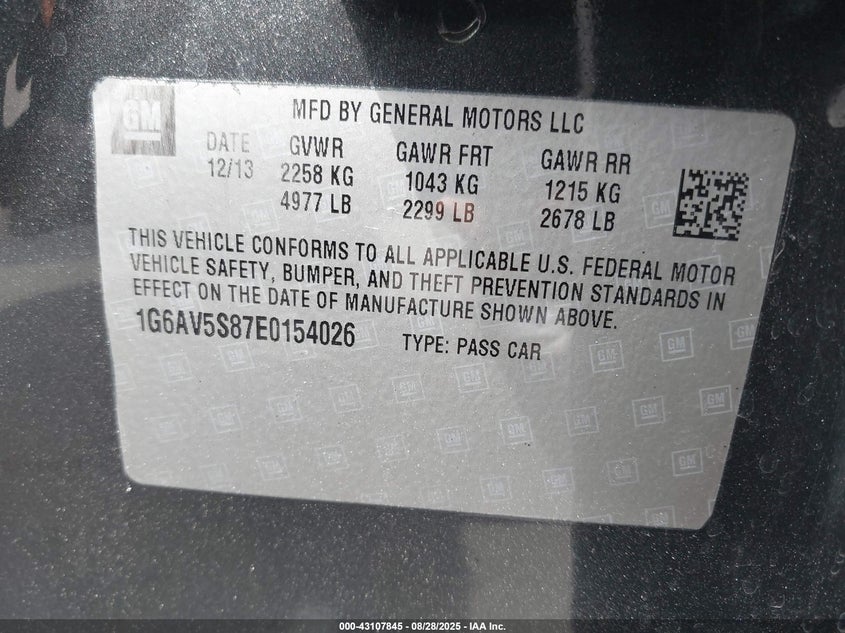 GM
MFD BY GENERAL MOTORS LLC
DATE GVWR GAWR FRT GAWR RR
12/13 2258 KG 1043 KG 1215 KG
4977 LB 2299 LB 2678 LB
THIS VEHICLE CONFORMS TO ALL APPLICABLE U.S. FEDERAL MOTOR
VEHICLE SAFETY, BUMPER, AND THEFT PREVENTION STANDARDS IN
EFFECT ON THE DATE OF MANUFACTURE SHOWN ABOVE.
1G6AV5S87E0154026 TYPE: PASS CAR
000-43107845 - 08/28/2025 - IAA Inc.